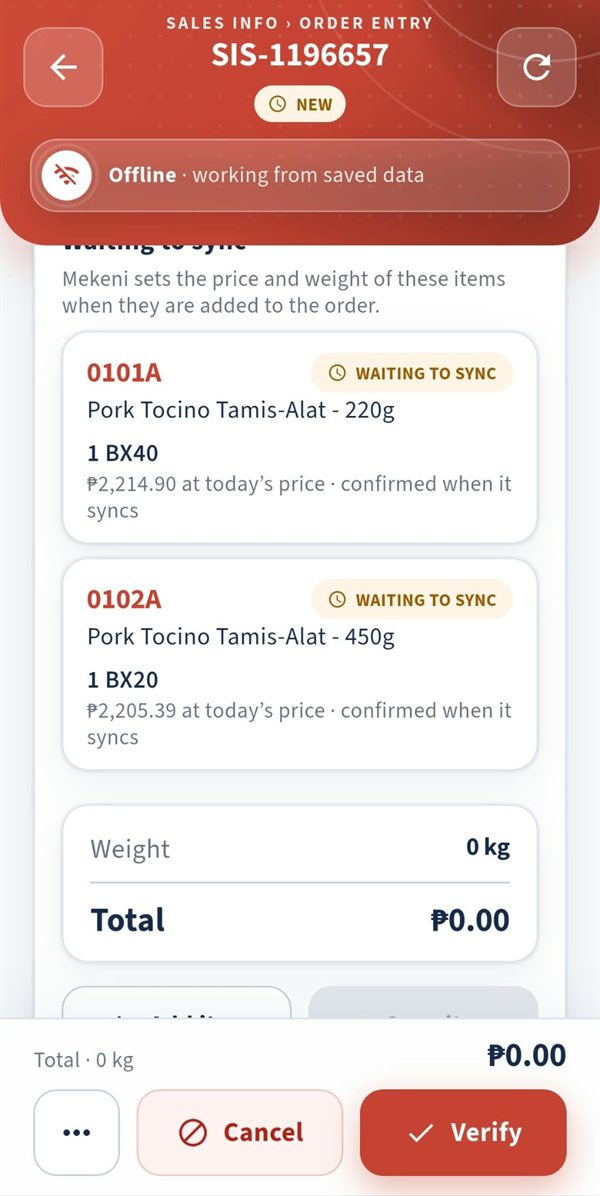 SALES INFO › ORDER ENTRY
SIS-1196657
NEW
Offline · working from saved data
Waiting to sync
Mekeni sets the price and weight of these items
when they are added to the order.
0101A
WAITING TO SYNC
Pork Tocino Tamis-Alat - 220g
1 BX40
₱2,214.90 at today’s price · confirmed when it
syncs
0102A
WAITING TO SYNC
Pork Tocino Tamis-Alat - 450g
1 BX20
₱2,205.39 at today’s price · confirmed when it
syncs
Weight
0 kg
Total
₱0.00
Total · 0 kg
₱0.00
Cancel
Verify